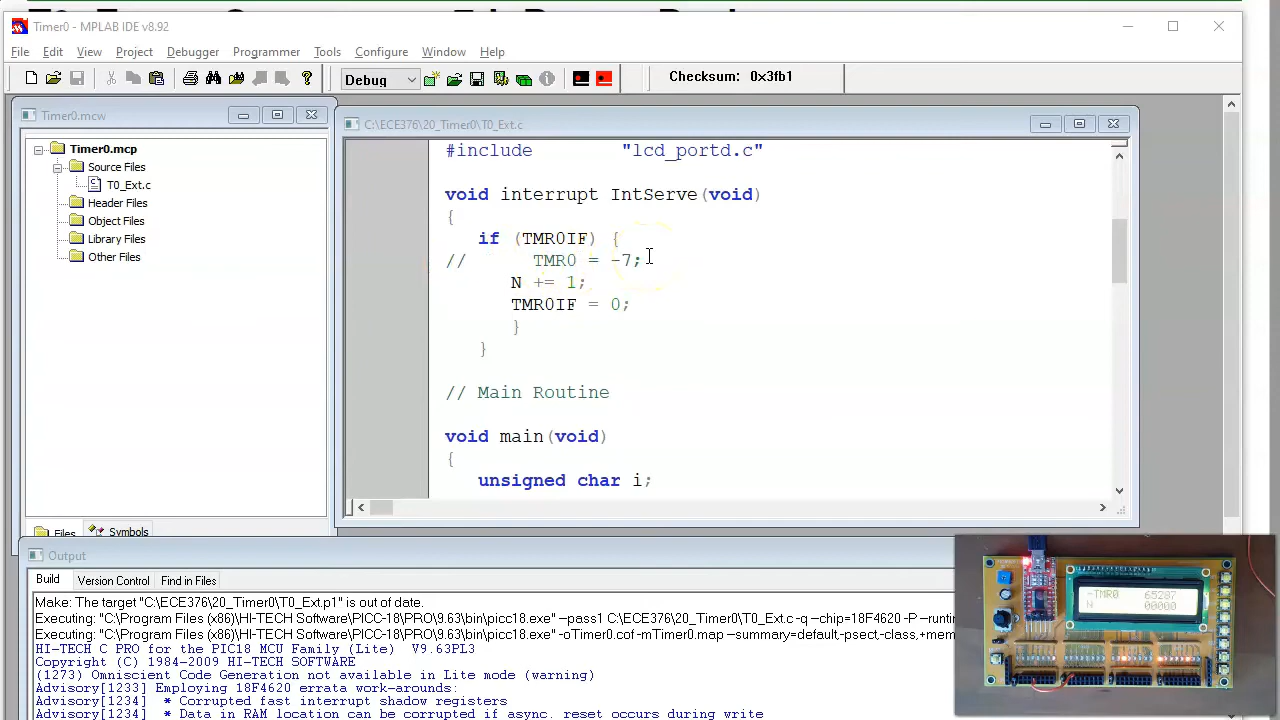 Timer0 - MPLAB IDE v8.92
File Edit View Project Debugger Programmer Tools Configure Window Help
Debug
Checksum: 0x3fb1
Timer0.mcw
Timer0.mcp
Source Files
T0_Ext.c
Header Files
Object Files
Library Files
Other Files
Files
Symbols
C:\ECE376\20_Timer0\T0_Ext.c
#include "lcd_portd.c"
void interrupt IntServe(void)
{
if (TMR0IF) {
// TMR0 = -7;
N += 1;
TMR0IF = 0;
}
}
// Main Routine
void main(void)
{
unsigned char i;
Output
Build Version Control Find in Files
Make: The target "C:\ECE376\20_Timer0\T0_Ext.p1" is out of date.
Executing: "C:\Program Files (x86)\HI-TECH Software\PICC-18\PRO\9.63\bin\picc18.exe" --pass1 C:\ECE376\20_Timer0\T0_Ext.c -q --chip=18F4620 -P --runtim
Executing: "C:\Program Files (x86)\HI-TECH Software\PICC-18\PRO\9.63\bin\picc18.exe" -oTimer0.cof -mTimer0.map --summary=default,-psect,-class,+mem
HI-TECH C PRO for the PIC18 MCU Family (Lite) V9.63PL3
Copyright (C) 1984-2009 HI-TECH SOFTWARE
(1273) Omniscient Code Generation not available in Lite mode (warning)
Advisory[1233] Employing 18F4620 errata work-arounds:
Advisory[1234] * Corrupted fast interrupt shadow registers
Advisory[1234] * Data in RAM location can be corrupted if async. reset occurs during write
-TMR0 65287
N 00000